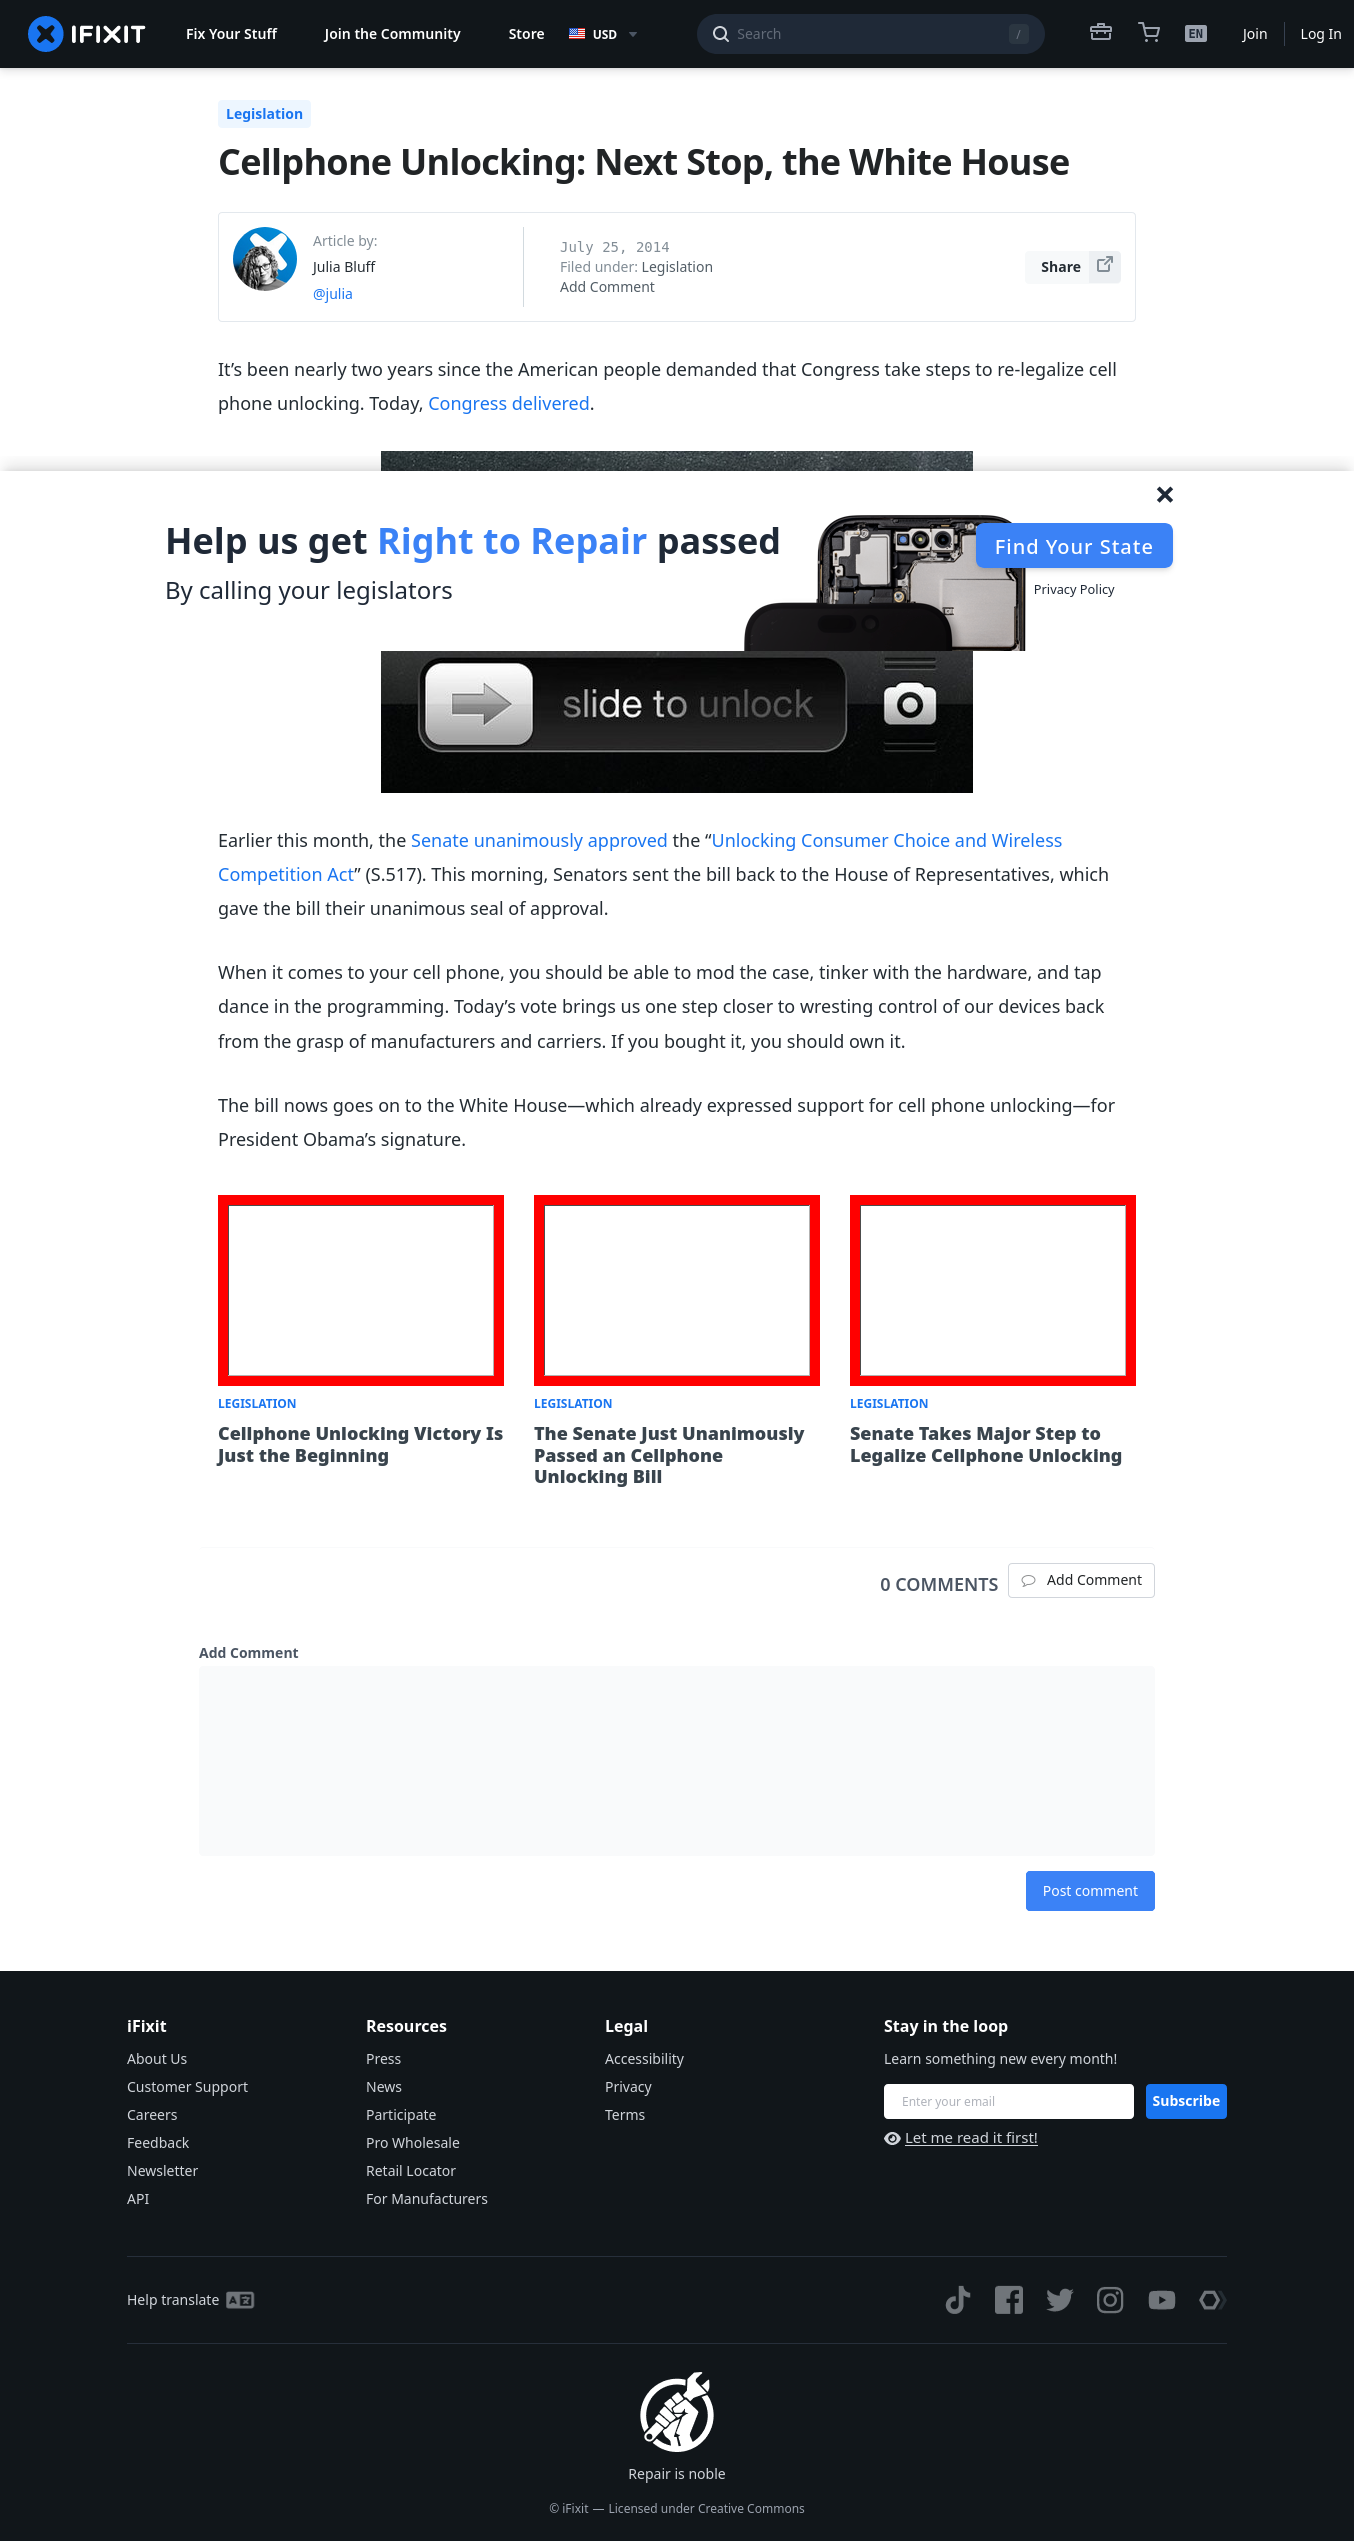 IFIXIT
Fix Your Stuff
Join the Community
Store
USD
Search
/
EN
Join
Log In
Legislation
Cellphone Unlocking: Next Stop, the White House
Article by:
Julia Bluff
@julia
July 25, 2014
Filed under: Legislation
Add Comment
Share
It’s been nearly two years since the American people demanded that Congress take steps to re-legalize cell
phone unlocking. Today, Congress delivered.
Help us get Right to Repair passed
By calling your legislators
Find Your State
Privacy Policy
slide to unlock
Earlier this month, the Senate unanimously approved the “Unlocking Consumer Choice and Wireless
Competition Act” (S.517). This morning, Senators sent the bill back to the House of Representatives, which
gave the bill their unanimous seal of approval.
When it comes to your cell phone, you should be able to mod the case, tinker with the hardware, and tap
dance in the programming. Today’s vote brings us one step closer to wresting control of our devices back
from the grasp of manufacturers and carriers. If you bought it, you should own it.
The bill nows goes on to the White House—which already expressed support for cell phone unlocking—for
President Obama’s signature.
LEGISLATION
Cellphone Unlocking Victory Is
Just the Beginning
LEGISLATION
The Senate Just Unanimously
Passed an Cellphone
Unlocking Bill
LEGISLATION
Senate Takes Major Step to
Legalize Cellphone Unlocking
0 COMMENTS
Add Comment
Add Comment
Post comment
iFixit
About Us
Customer Support
Careers
Feedback
Newsletter
API
Resources
Press
News
Participate
Pro Wholesale
Retail Locator
For Manufacturers
Legal
Accessibility
Privacy
Terms
Stay in the loop
Learn something new every month!
Enter your email
Subscribe
Let me read it first!
Help translate
Repair is noble
© iFixit — Licensed under Creative Commons